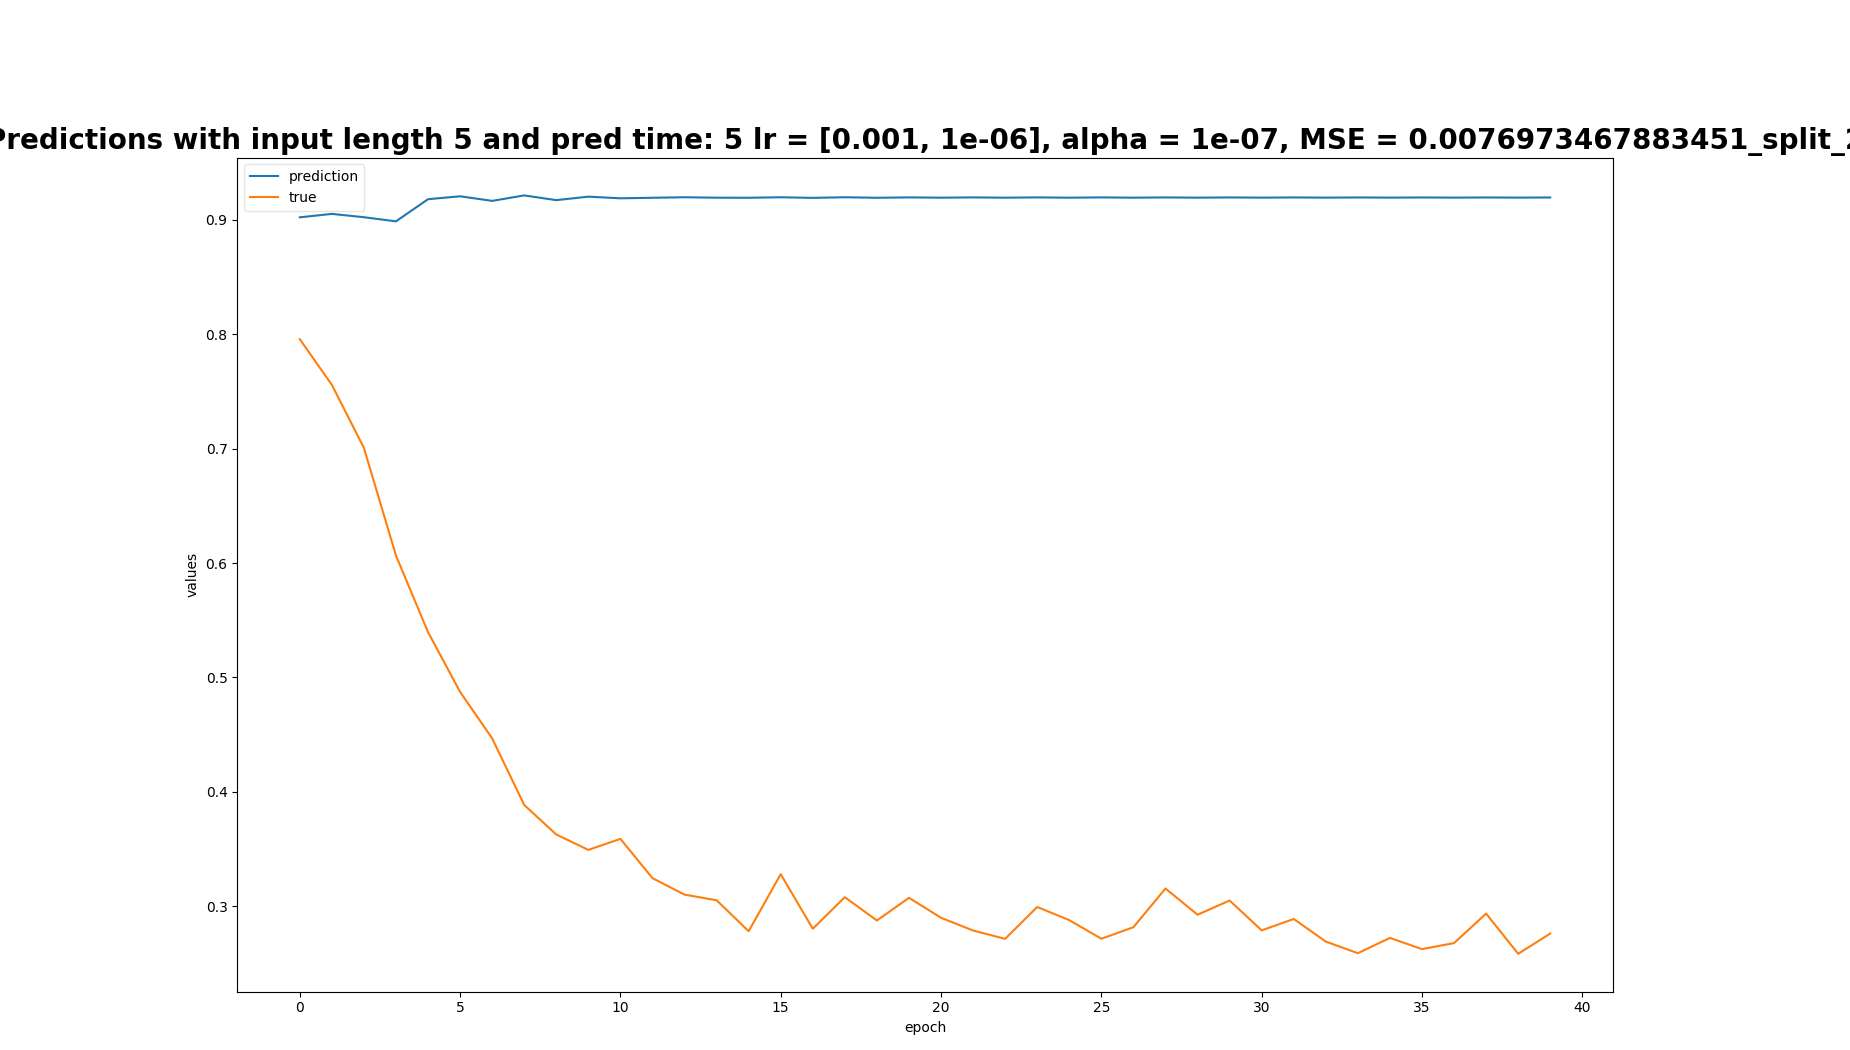 Predictions with input length 5 and pred time: 5 lr = [0.001, 1e-06], alpha = 1e-07, MSE = 0.0076973467883451_split_2
prediction
true
0.9
0.8
0.7
0.6
0.5
0.4
0.3
values
0 5 10 15 20 25 30 35 40
epoch